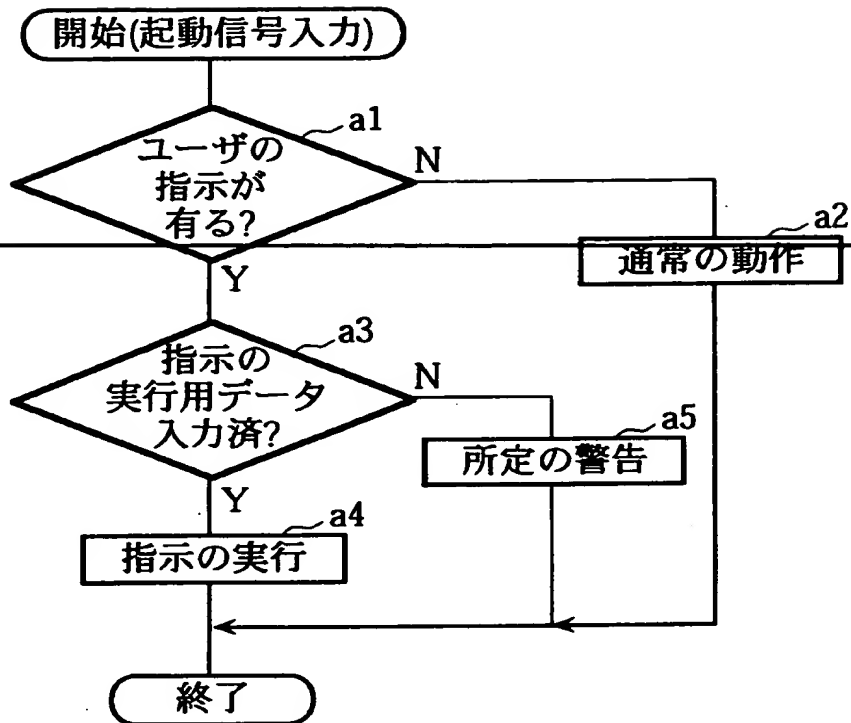 開始(起動信号入力)
a1
ユーザの
指示が
有る?
N
a2
通常の動作
Y
a3
指示の
実行用データ
入力済?
N
a5
所定の警告
Y
a4
指示の実行
終了